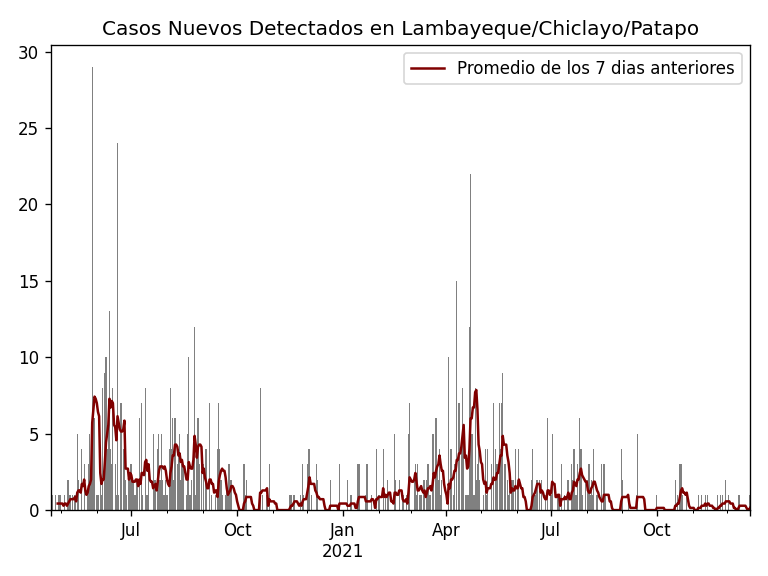 Casos Nuevos Detectados en Lambayeque/Chiclayo/Patapo
Promedio de los 7 dias anteriores
30
25
20
15
10
5
0
Jul Oct Jan Apr Jul Oct
2021